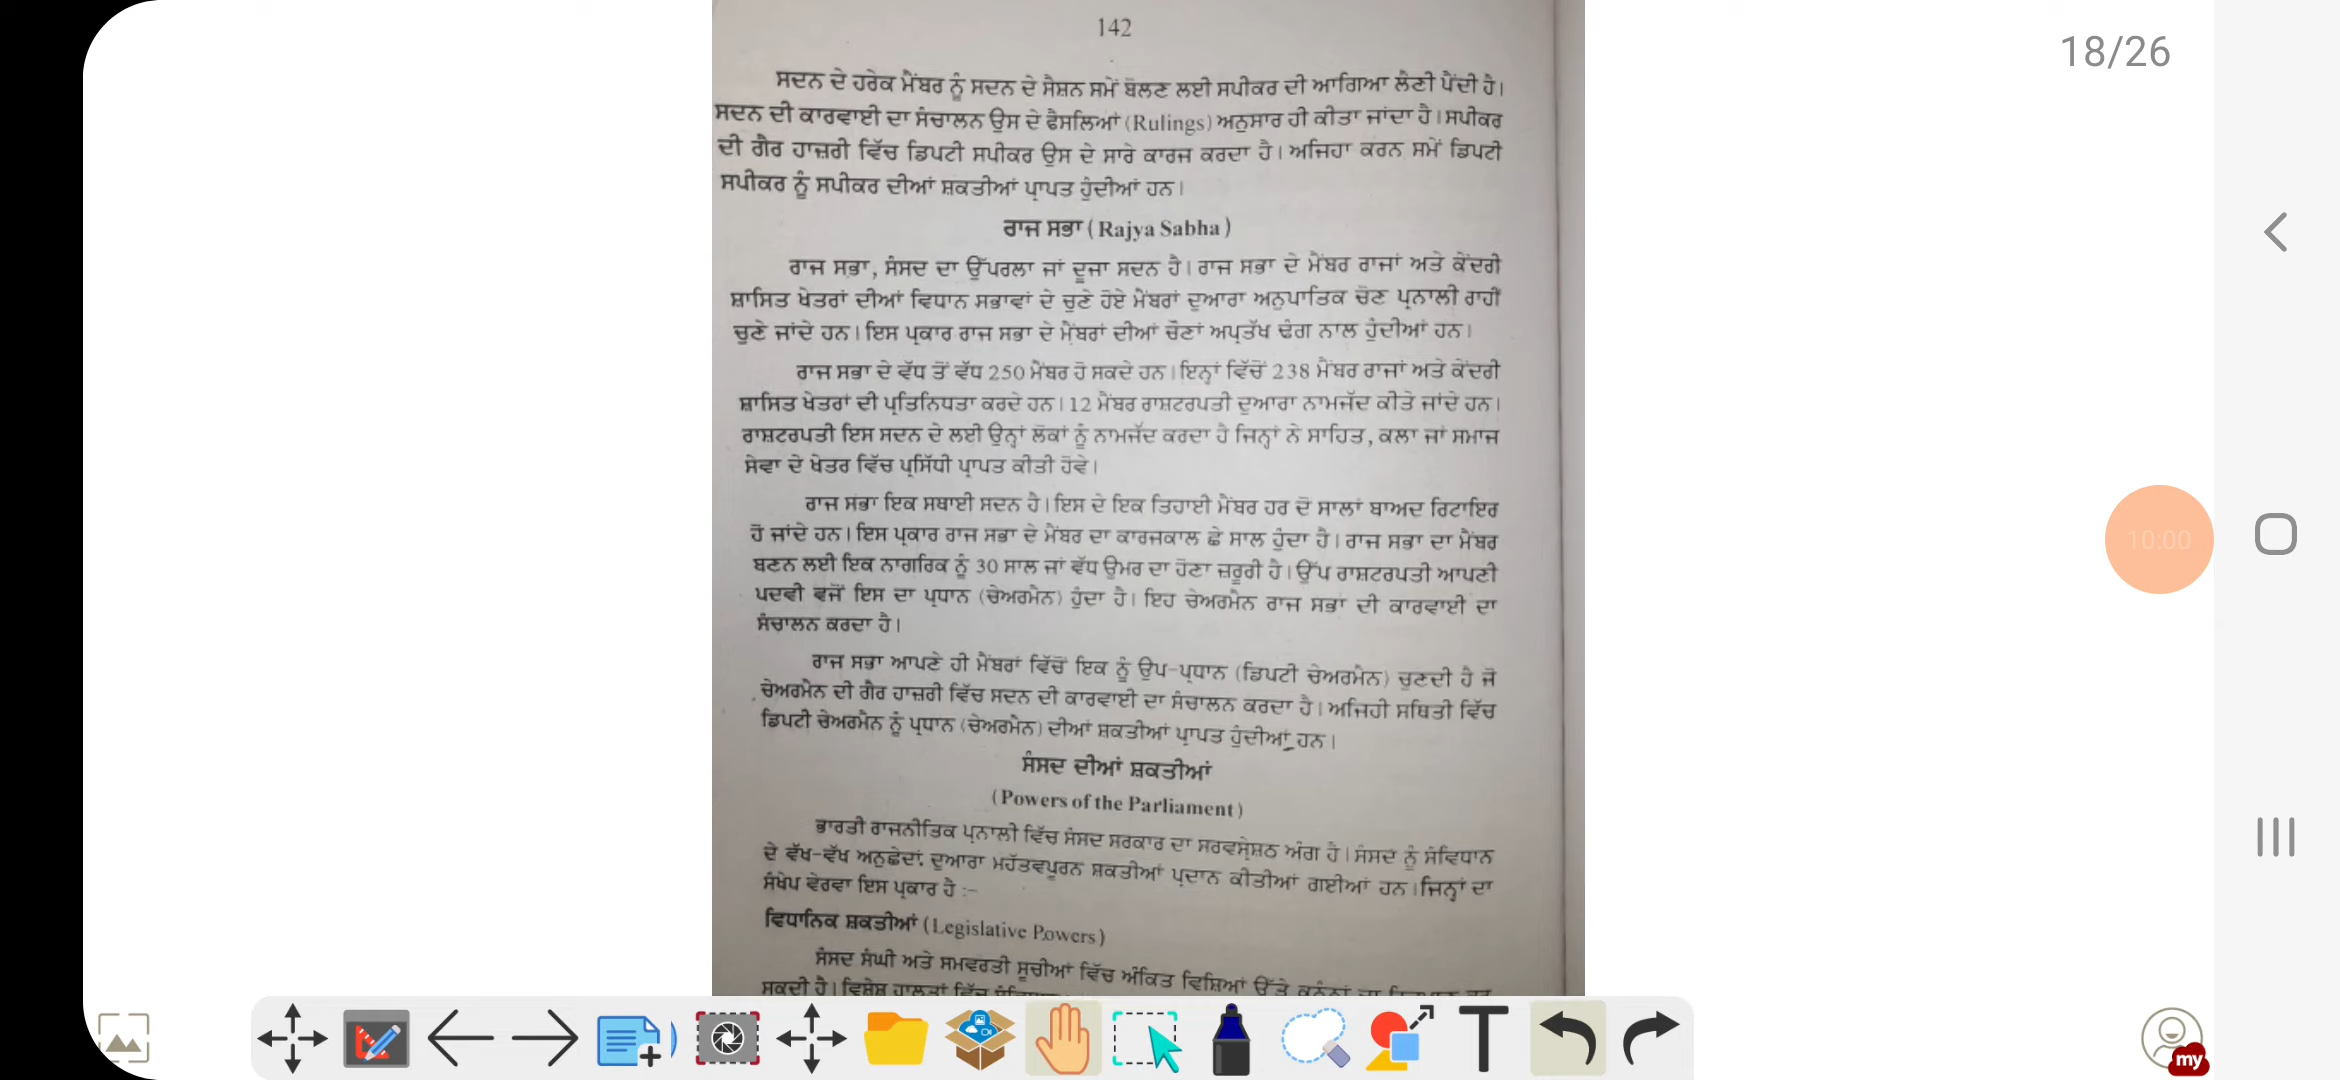 142
18/26
ਸਦਨ ਦੇ ਹਰੇਕ ਮੈਂਬਰ ਨੂੰ ਸਦਨ ਦੇ ਸੈਸ਼ਨ ਸਮੇਂ ਬੋਲਣ ਲਈ ਸਪੀਕਰ ਦੀ ਆਗਿਆ ਲੈਣੀ ਪੈਂਦੀ ਹੈ।
ਸਦਨ ਦੀ ਕਾਰਵਾਈ ਦਾ ਸੰਚਾਲਨ ਉਸ ਦੇ ਫੈਸਲਿਆਂ (Rulings) ਅਨੁਸਾਰ ਹੀ ਕੀਤਾ ਜਾਂਦਾ ਹੈ। ਸਪੀਕਰ
ਦੀ ਗੈਰ ਹਾਜ਼ਰੀ ਵਿੱਚ ਡਿਪਟੀ ਸਪੀਕਰ ਉਸ ਦੇ ਸਾਰੇ ਕਾਰਜ ਕਰਦਾ ਹੈ। ਅਜਿਹਾ ਕਰਨ ਸਮੇਂ ਡਿਪਟੀ
ਸਪੀਕਰ ਨੂੰ ਸਪੀਕਰ ਦੀਆਂ ਸ਼ਕਤੀਆਂ ਪ੍ਰਾਪਤ ਹੁੰਦੀਆਂ ਹਨ।
ਰਾਜ ਸਭਾ (Rajya Sabha)
ਰਾਜ ਸਭਾ, ਸੰਸਦ ਦਾ ਉੱਪਰਲਾ ਜਾਂ ਦੂਜਾ ਸਦਨ ਹੈ। ਰਾਜ ਸਭਾ ਦੇ ਮੈਂਬਰ ਰਾਜਾਂ ਅਤੇ ਕੇਂਦਰੀ
ਸ਼ਾਸਿਤ ਖੇਤਰਾਂ ਦੀਆਂ ਵਿਧਾਨ ਸਭਾਵਾਂ ਦੇ ਚੁਣੇ ਹੋਏ ਮੈਂਬਰਾਂ ਦੁਆਰਾ ਅਨੁਪਾਤਿਕ ਚੋਣ ਪ੍ਰਨਾਲੀ ਰਾਹੀਂ
ਚੁਣੇ ਜਾਂਦੇ ਹਨ। ਇਸ ਪ੍ਰਕਾਰ ਰਾਜ ਸਭਾ ਦੇ ਮੈਂਬਰਾਂ ਦੀਆਂ ਚੋਣਾਂ ਅਪ੍ਰਤੱਖ ਢੰਗ ਨਾਲ ਹੁੰਦੀਆਂ ਹਨ।
ਰਾਜ ਸਭਾ ਦੇ ਵੱਧ ਤੋਂ ਵੱਧ 250 ਮੈਂਬਰ ਹੋ ਸਕਦੇ ਹਨ। ਇਨ੍ਹਾਂ ਵਿੱਚੋਂ 238 ਮੈਂਬਰ ਰਾਜਾਂ ਅਤੇ ਕੇਂਦਰੀ
ਸ਼ਾਸਿਤ ਖੇਤਰਾਂ ਦੀ ਪ੍ਰਤਿਨਿਧਤਾ ਕਰਦੇ ਹਨ। 12 ਮੈਂਬਰ ਰਾਸ਼ਟਰਪਤੀ ਦੁਆਰਾ ਨਾਮਜੱਦ ਕੀਤੇ ਜਾਂਦੇ ਹਨ।
ਰਾਸ਼ਟਰਪਤੀ ਇਸ ਸਦਨ ਦੇ ਲਈ ਉਨ੍ਹਾਂ ਲੋਕਾਂ ਨੂੰ ਨਾਮਜੱਦ ਕਰਦਾ ਹੈ ਜਿਨ੍ਹਾਂ ਨੇ ਸਾਹਿਤ, ਕਲਾ ਜਾਂ ਸਮਾਜ
ਸੇਵਾ ਦੇ ਖੇਤਰ ਵਿੱਚ ਪ੍ਰਸਿੱਧੀ ਪ੍ਰਾਪਤ ਕੀਤੀ ਹੋਵੇ।
ਰਾਜ ਸਭਾ ਇਕ ਸਥਾਈ ਸਦਨ ਹੈ। ਇਸ ਦੇ ਇਕ ਤਿਹਾਈ ਮੈਂਬਰ ਹਰ ਦੋ ਸਾਲਾਂ ਬਾਅਦ ਰਿਟਾਇਰ
ਹੋ ਜਾਂਦੇ ਹਨ। ਇਸ ਪ੍ਰਕਾਰ ਰਾਜ ਸਭਾ ਦੇ ਮੈਂਬਰ ਦਾ ਕਾਰਜਕਾਲ ਛੇ ਸਾਲ ਹੁੰਦਾ ਹੈ। ਰਾਜ ਸਭਾ ਦਾ ਮੈਂਬਰ
ਬਣਨ ਲਈ ਇਕ ਨਾਗਰਿਕ ਨੂੰ 30 ਸਾਲ ਜਾਂ ਵੱਧ ਉਮਰ ਦਾ ਹੋਣਾ ਜ਼ਰੂਰੀ ਹੈ। ਉੱਪ ਰਾਸ਼ਟਰਪਤੀ ਆਪਣੀ
ਪਦਵੀ ਵਜੋਂ ਇਸ ਦਾ ਪ੍ਰਧਾਨ (ਚੇਅਰਮੈਨ) ਹੁੰਦਾ ਹੈ। ਇਹ ਚੇਅਰਮੈਨ ਰਾਜ ਸਭਾ ਦੀ ਕਾਰਵਾਈ ਦਾ
ਸੰਚਾਲਨ ਕਰਦਾ ਹੈ।
ਰਾਜ ਸਭਾ ਆਪਣੇ ਹੀ ਮੈਂਬਰਾਂ ਵਿੱਚੋਂ ਇਕ ਨੂੰ ਉਪ-ਪ੍ਰਧਾਨ (ਡਿਪਟੀ ਚੇਅਰਮੈਨ) ਚੁਣਦੀ ਹੈ ਜੋ
ਚੇਅਰਮੈਨ ਦੀ ਗੈਰ ਹਾਜ਼ਰੀ ਵਿੱਚ ਸਦਨ ਦੀ ਕਾਰਵਾਈ ਦਾ ਸੰਚਾਲਨ ਕਰਦਾ ਹੈ। ਅਜਿਹੀ ਸਥਿਤੀ ਵਿੱਚ
ਡਿਪਟੀ ਚੇਅਰਮੈਨ ਨੂੰ ਪ੍ਰਧਾਨ (ਚੇਅਰਮੈਨ) ਦੀਆਂ ਸ਼ਕਤੀਆਂ ਪ੍ਰਾਪਤ ਹੁੰਦੀਆਂ ਹਨ।
ਸੰਸਦ ਦੀਆਂ ਸ਼ਕਤੀਆਂ
(Powers of the Parliament)
ਭਾਰਤੀ ਰਾਜਨੀਤਿਕ ਪ੍ਰਨਾਲੀ ਵਿੱਚ ਸੰਸਦ ਸਰਕਾਰ ਦਾ ਸਰਵਸ੍ਰੇਸ਼ਠ ਅੰਗ ਹੈ। ਸੰਸਦ ਨੂੰ ਸੰਵਿਧਾਨ
ਦੇ ਵੱਖ-ਵੱਖ ਅਨੁਛੇਦਾਂ ਦੁਆਰਾ ਮਹੱਤਵਪੂਰਨ ਸ਼ਕਤੀਆਂ ਪ੍ਰਦਾਨ ਕੀਤੀਆਂ ਗਈਆਂ ਹਨ। ਜਿਨ੍ਹਾਂ ਦਾ
ਸੰਖੇਪ ਵੇਰਵਾ ਇਸ ਪ੍ਰਕਾਰ ਹੈ :-
ਵਿਧਾਨਿਕ ਸ਼ਕਤੀਆਂ (Legislative Powers)
ਸੰਸਦ ਸੰਘੀ ਅਤੇ ਸਮਵਰਤੀ ਸੂਚੀਆਂ ਵਿੱਚ ਅੰਕਿਤ ਵਿਸ਼ਿਆਂ ਉੱਤੇ
ਸਕਦੀ ਹੈ। ਵਿਸ਼ੇਸ਼ ਹਾਲਤਾਂ ਵਿੱਚ
10:00
my